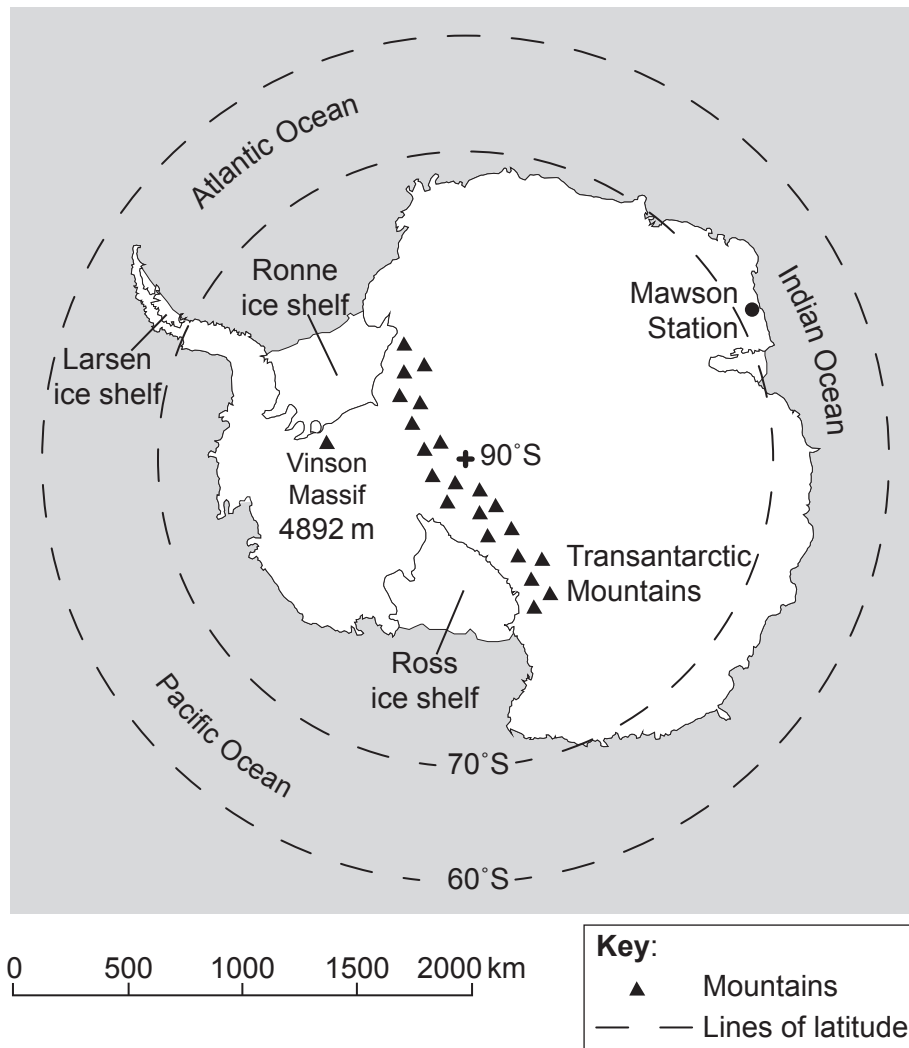 Atlantic Ocean
Ronne
ice shelf
Larsen
ice shelf
Mawson
Station
Indian Ocean
90˚S
Vinson
Massif
4892 m
Transantarctic
Mountains
Ross
ice shelf
Pacific Ocean
70˚S
60˚S
0 500 1000 1500 2000 km
Key:
Mountains
Lines of latitude